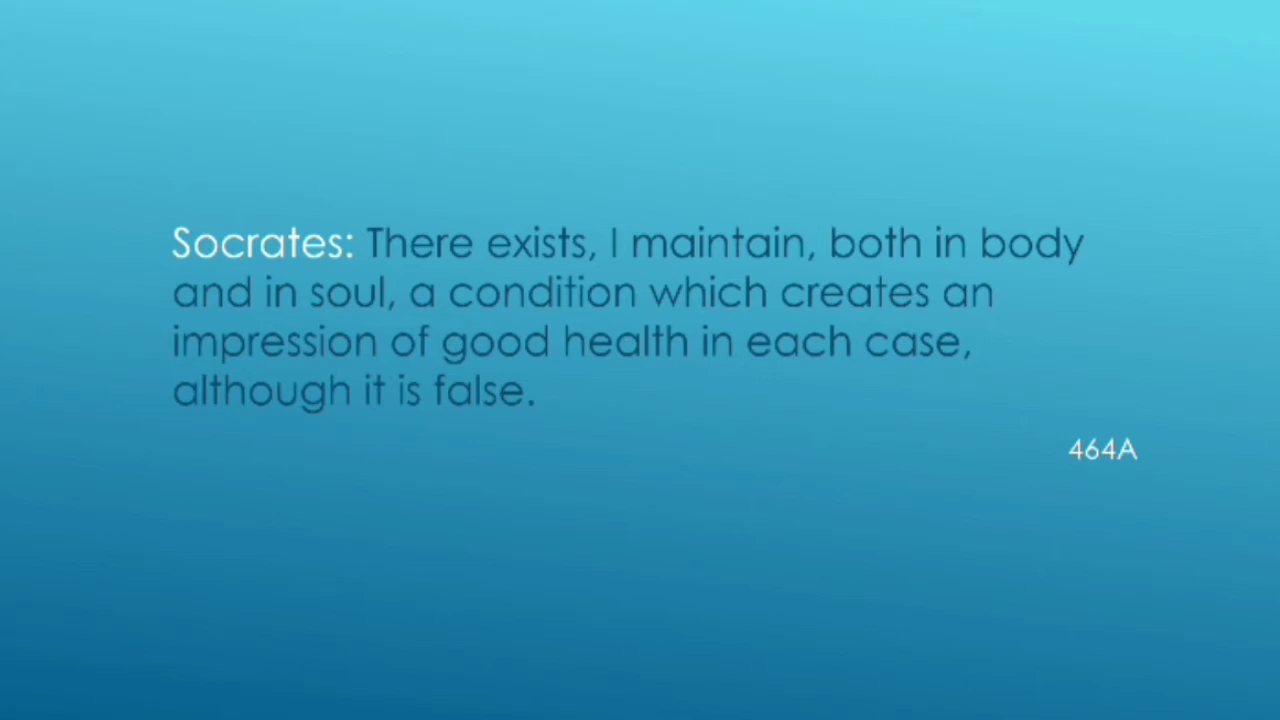 Socrates: There exists, I maintain, both in body
and in soul, a condition which creates an
impression of good health in each case,
although it is false.
464A